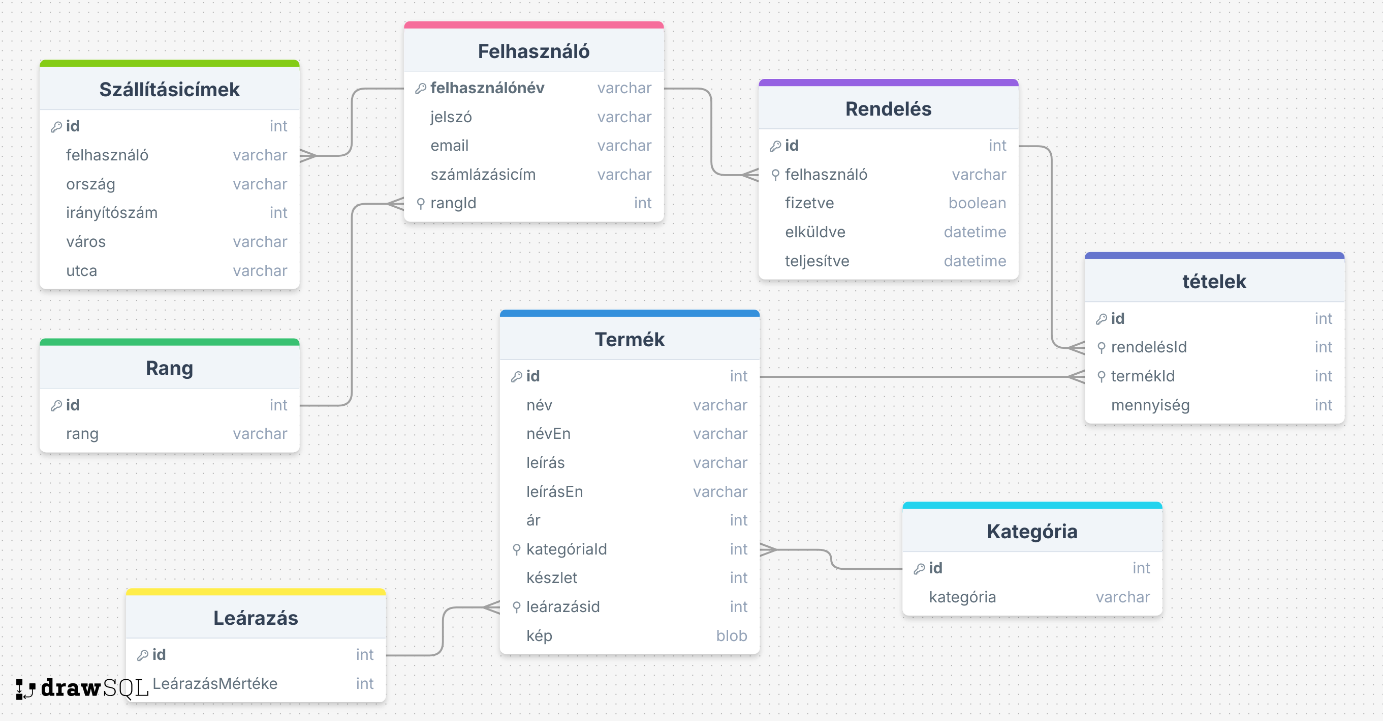 Szállításicímek
id int
felhasználó varchar
ország varchar
irányítószám int
város varchar
utca varchar
Felhasználó
felhasználónév varchar
jelszó varchar
email varchar
számlázásicím varchar
rangId int
Rendelés
id int
felhasználó varchar
fizetve boolean
elküldve datetime
teljesítve datetime
tételek
id int
rendelésId int
termékId int
mennyiség int
Rang
id int
rang varchar
Termék
id int
név varchar
névEn varchar
leírás varchar
leírásEn varchar
ár int
kategóriaId int
készlet int
leárazásid int
kép blob
Kategória
id int
kategória varchar
Leárazás
id int
LeárazásMértéke int
drawSQL